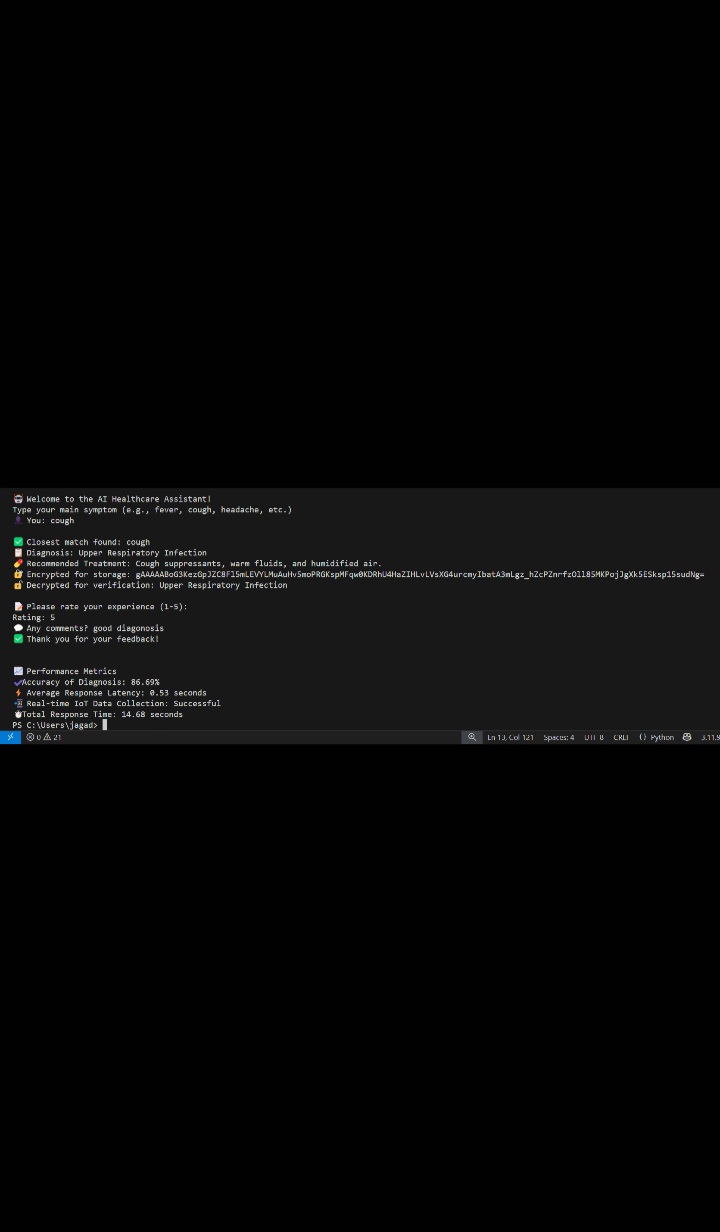 Welcome to the AI Healthcare Assistant!
Type your main symptom (e.g., fever, cough, headache, etc.)
You: cough
Closest match found: cough
Diagnosis: Upper Respiratory Infection
Recommended Treatment: Cough suppressants, warm fluids, and humidified air.
Encrypted for storage:
Decrypted for verification: Upper Respiratory Infection
Please rate your experience (1-5):
Rating: 5
Any comments? good diagonosis
Thank you for your feedback!
Performance Metrics
Accuracy of Diagnosis: 86.69%
Average Response Latency: 0.53 seconds
Real-time IoT Data Collection: Successful
Total Response Time: 14.68 seconds
PS C:\Users\jagad>
0 21 Ln 13, Col 121 Spaces: 4 UTF 8 CRLF {} Python 3.11.9